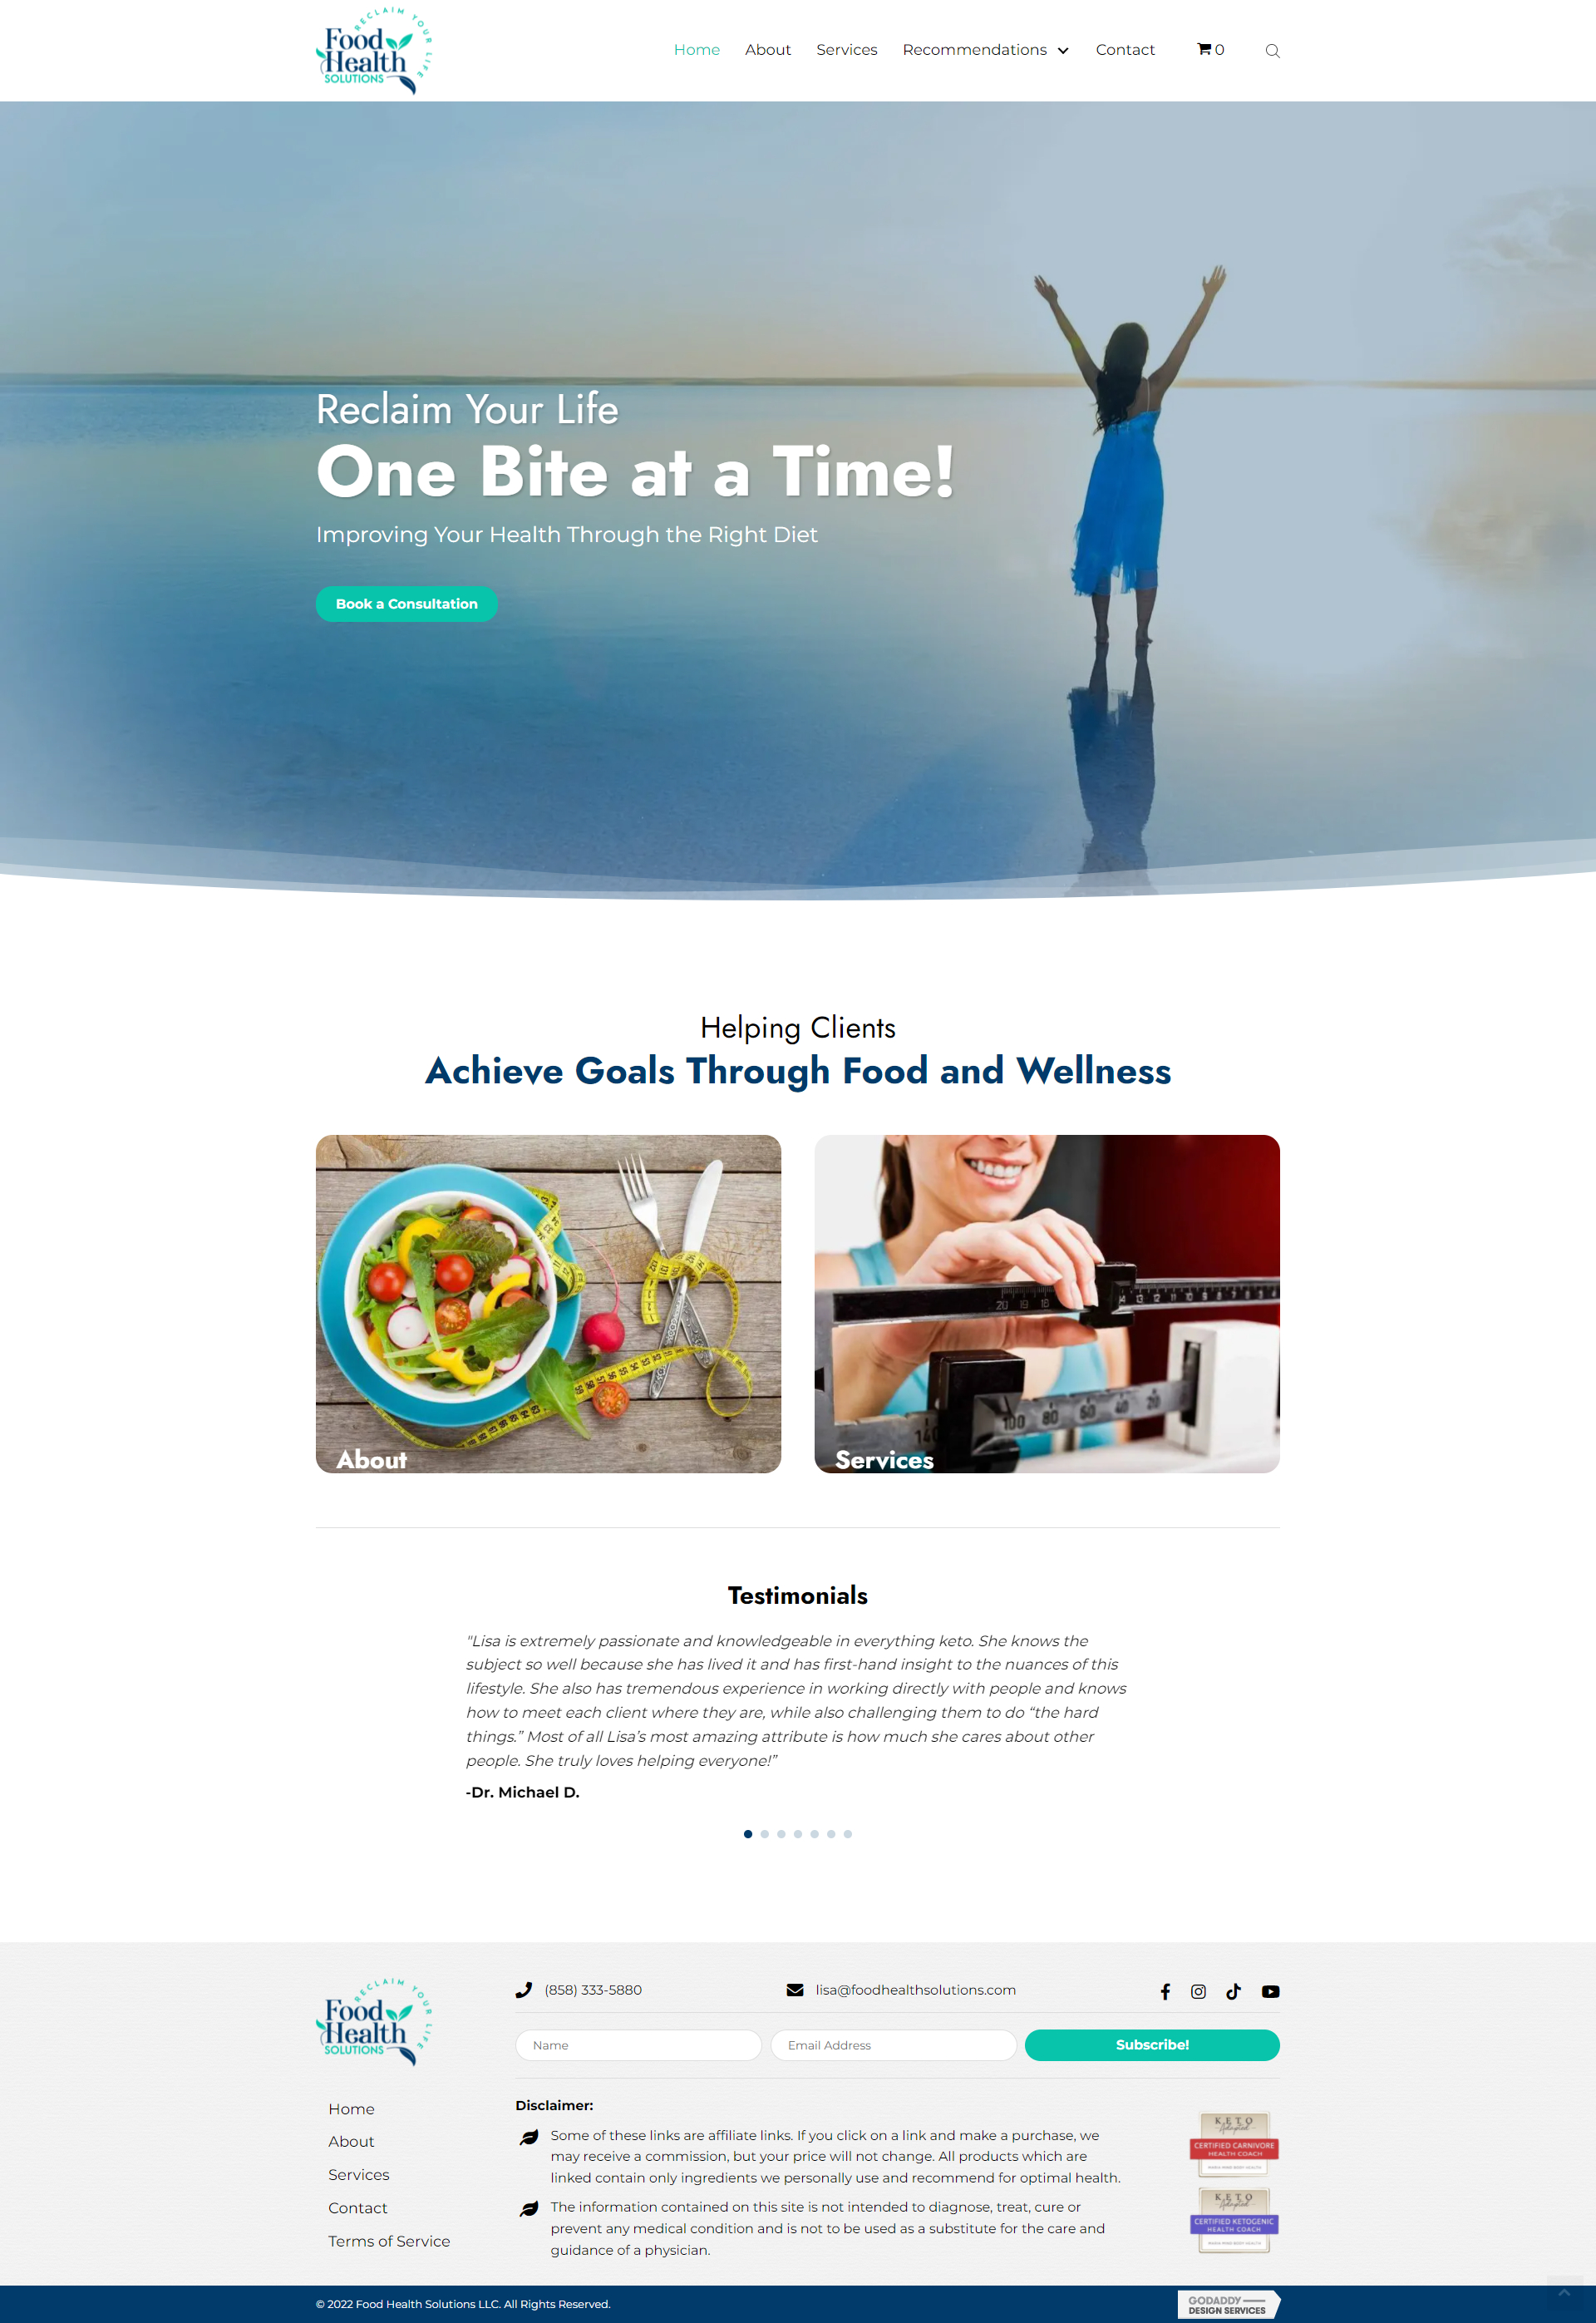 RECLAIM YOUR LIFE
Food
Health
SOLUTIONS
Home About Services Recommendations Contact 0
Reclaim Your Life
One Bite at a Time!
Improving Your Health Through the Right Diet
Book a Consultation
Helping Clients
Achieve Goals Through Food and Wellness
About
Services
Testimonials
"Lisa is extremely passionate and knowledgeable in everything keto. She knows the
subject so well because she has lived it and has first-hand insight to the nuances of this
lifestyle. She also has tremendous experience in working directly with people and knows
how to meet each client where they are, while also challenging them to do “the hard
things.” Most of all Lisa’s most amazing attribute is how much she cares about other
people. She truly loves helping everyone!”
-Dr. Michael D.
RECLAIM YOUR LIFE
Food
Health
SOLUTIONS
(858) 333-5880
lisa@foodhealthsolutions.com
Name
Email Address
Subscribe!
Home
About
Services
Contact
Terms of Service
Disclaimer:
Some of these links are affiliate links. If you click on a link and make a purchase, we
may receive a commission, but your price will not change. All products which are
linked contain only ingredients we personally use and recommend for optimal health.
The information contained on this site is not intended to diagnose, treat, cure or
prevent any medical condition and is not to be used as a substitute for the care and
guidance of a physician.
KETO
Adapted
CERTIFIED CARNIVORE
HEALTH COACH
KETO
Adapted
CERTIFIED KETOGENIC
HEALTH COACH
© 2022 Food Health Solutions LLC. All Rights Reserved.
GODADDY
DESIGN SERVICES